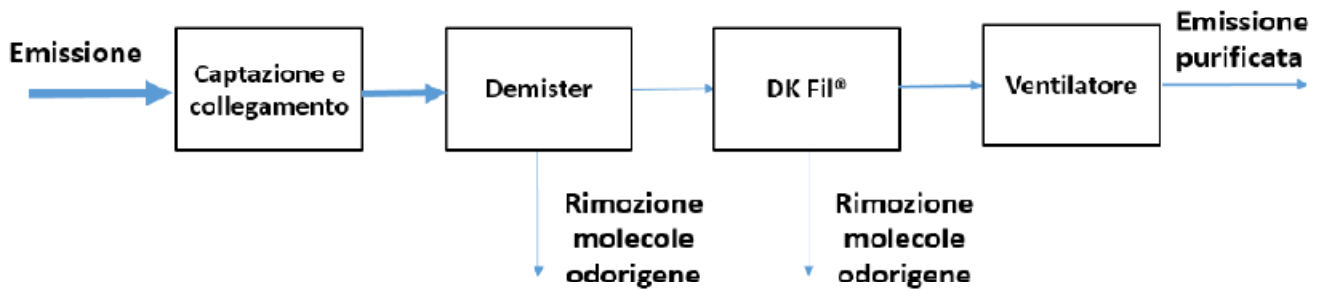 Emissione
Captazione e
collegamento
Demister
DK Fil®
Ventilatore
Emissione
purificata
Rimozione
molecole
odorigene
Rimozione
molecole
odorigene